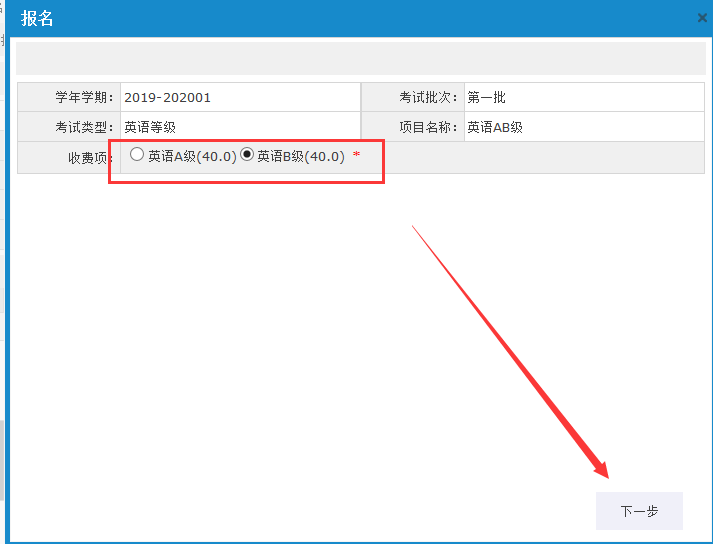 报名
学年学期： 2019-202001 考试批次： 第一批
考试类型： 英语等级 项目名称： 英语AB级
收费项： 英语A级(40.0) 英语B级(40.0) *
下一步